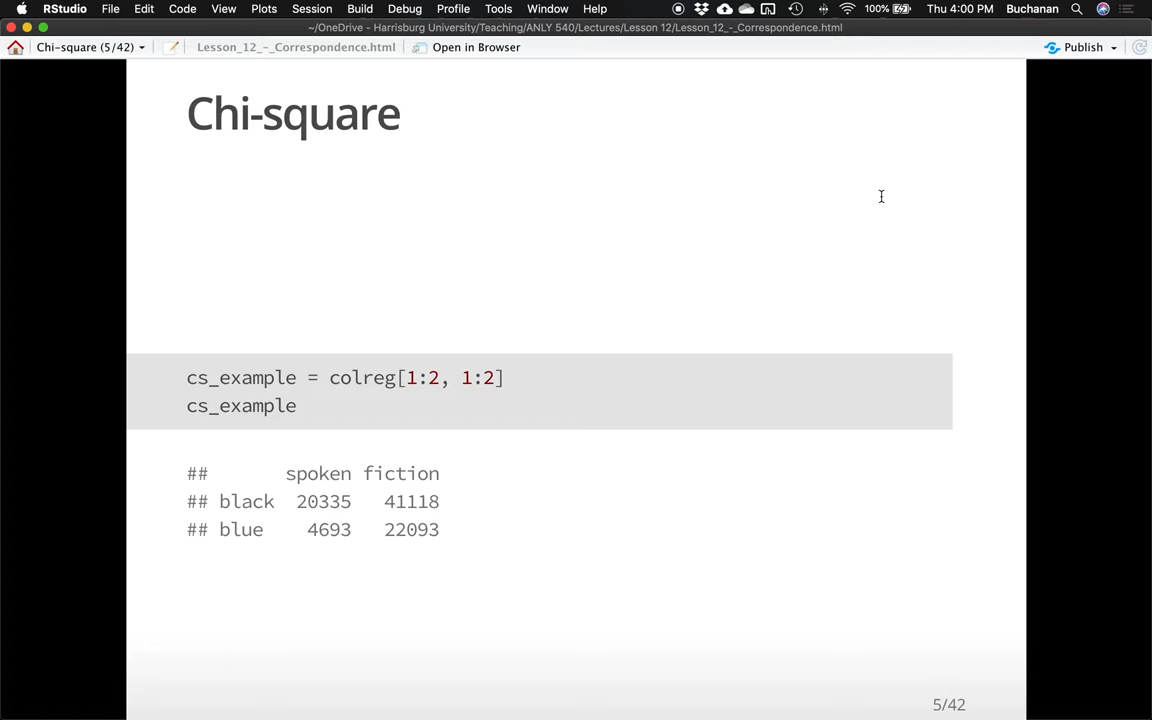 RStudio File Edit Code View Plots Session Build Debug Profile Tools Window Help 100% Thu 4:00 PM Buchanan
~/OneDrive - Harrisburg University/Teaching/ANLY 540/Lectures/Lesson 12/Lesson_12_-_Correspondence.html
Chi-square (5/42) Lesson_12_-_Correspondence.html Open in Browser Publish
Chi-square
cs_example = colreg[1:2, 1:2]
cs_example
## spoken fiction
## black 20335 41118
## blue 4693 22093
5/42